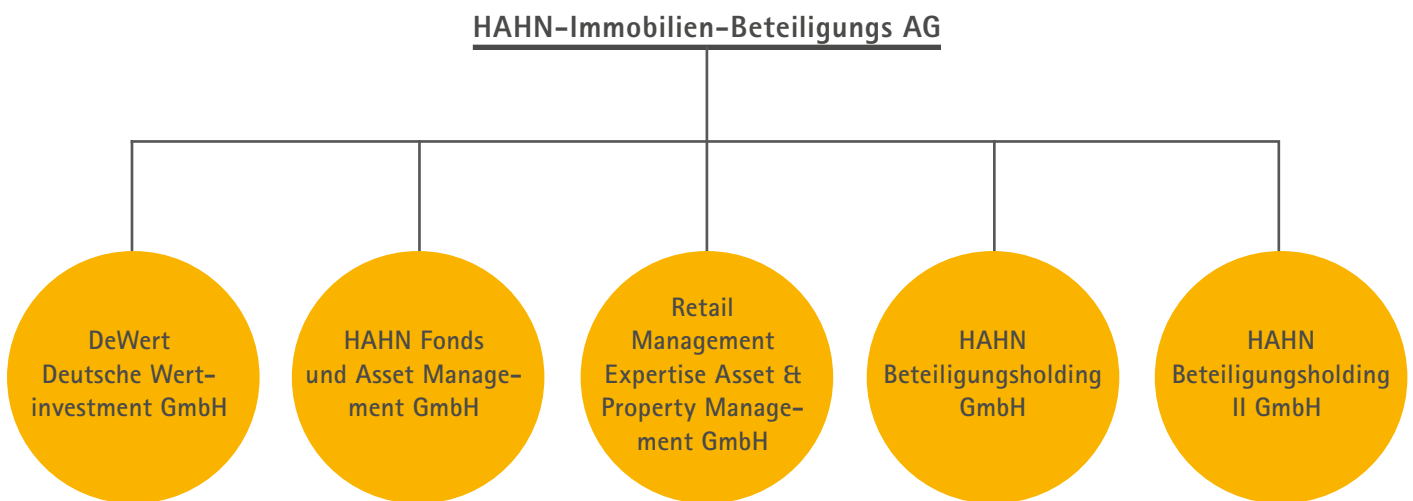 HAHN-Immobilien-Beteiligungs AG
DeWert
Deutsche Wert-
investment GmbH
HAHN Fonds
und Asset Manage-
ment GmbH
Retail
Management
Expertise Asset &
Property Manage-
ment GmbH
HAHN
Beteiligungsholding
GmbH
HAHN
Beteiligungsholding
II GmbH